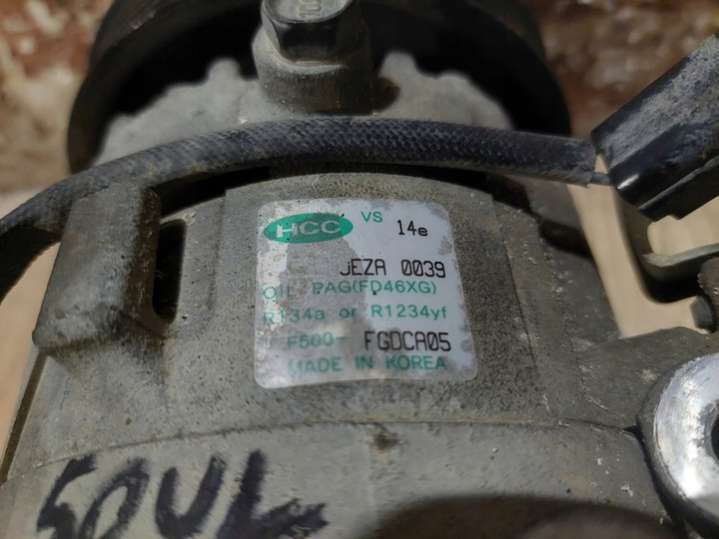 HCC VS 14e
JEZA 0039
OIL PAG(FD46XG)
R134a or R1234yf
F500- FGDCA05
MADE IN KOREA
SOUL